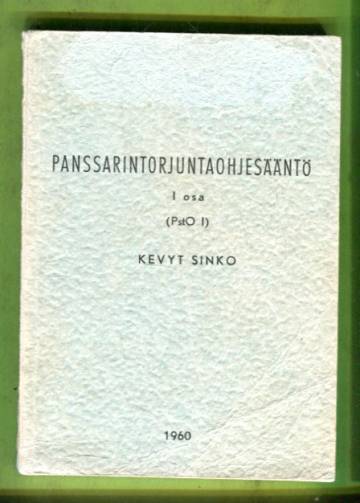 PANSSARINTORJUNTAOHJESÄÄNTÖ
I osa
(PstO I)
KEVYT SINKO
1960